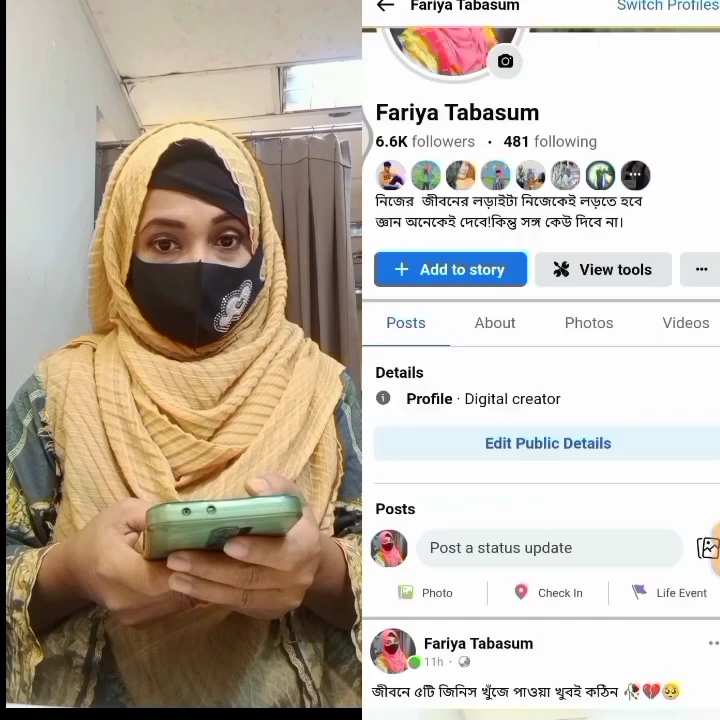 Fariya Tabasum
Switch Profiles
Fariya Tabasum
6.6K followers · 481 following
নিজের জীবনের লড়াইটা নিজেকেই লড়তে হবে
জ্ঞান অনেকেই দেবে!কিন্তু সঙ্গ কেউ দিবে না।
+ Add to story
View tools
Posts
About
Photos
Videos
Details
Profile · Digital creator
Edit Public Details
Posts
Post a status update
Photo
Check In
Life Event
Fariya Tabasum
11h ·
জীবনে ৫টি জিনিস খুঁজে পাওয়া খুবই কঠিন 🥀💔🥹